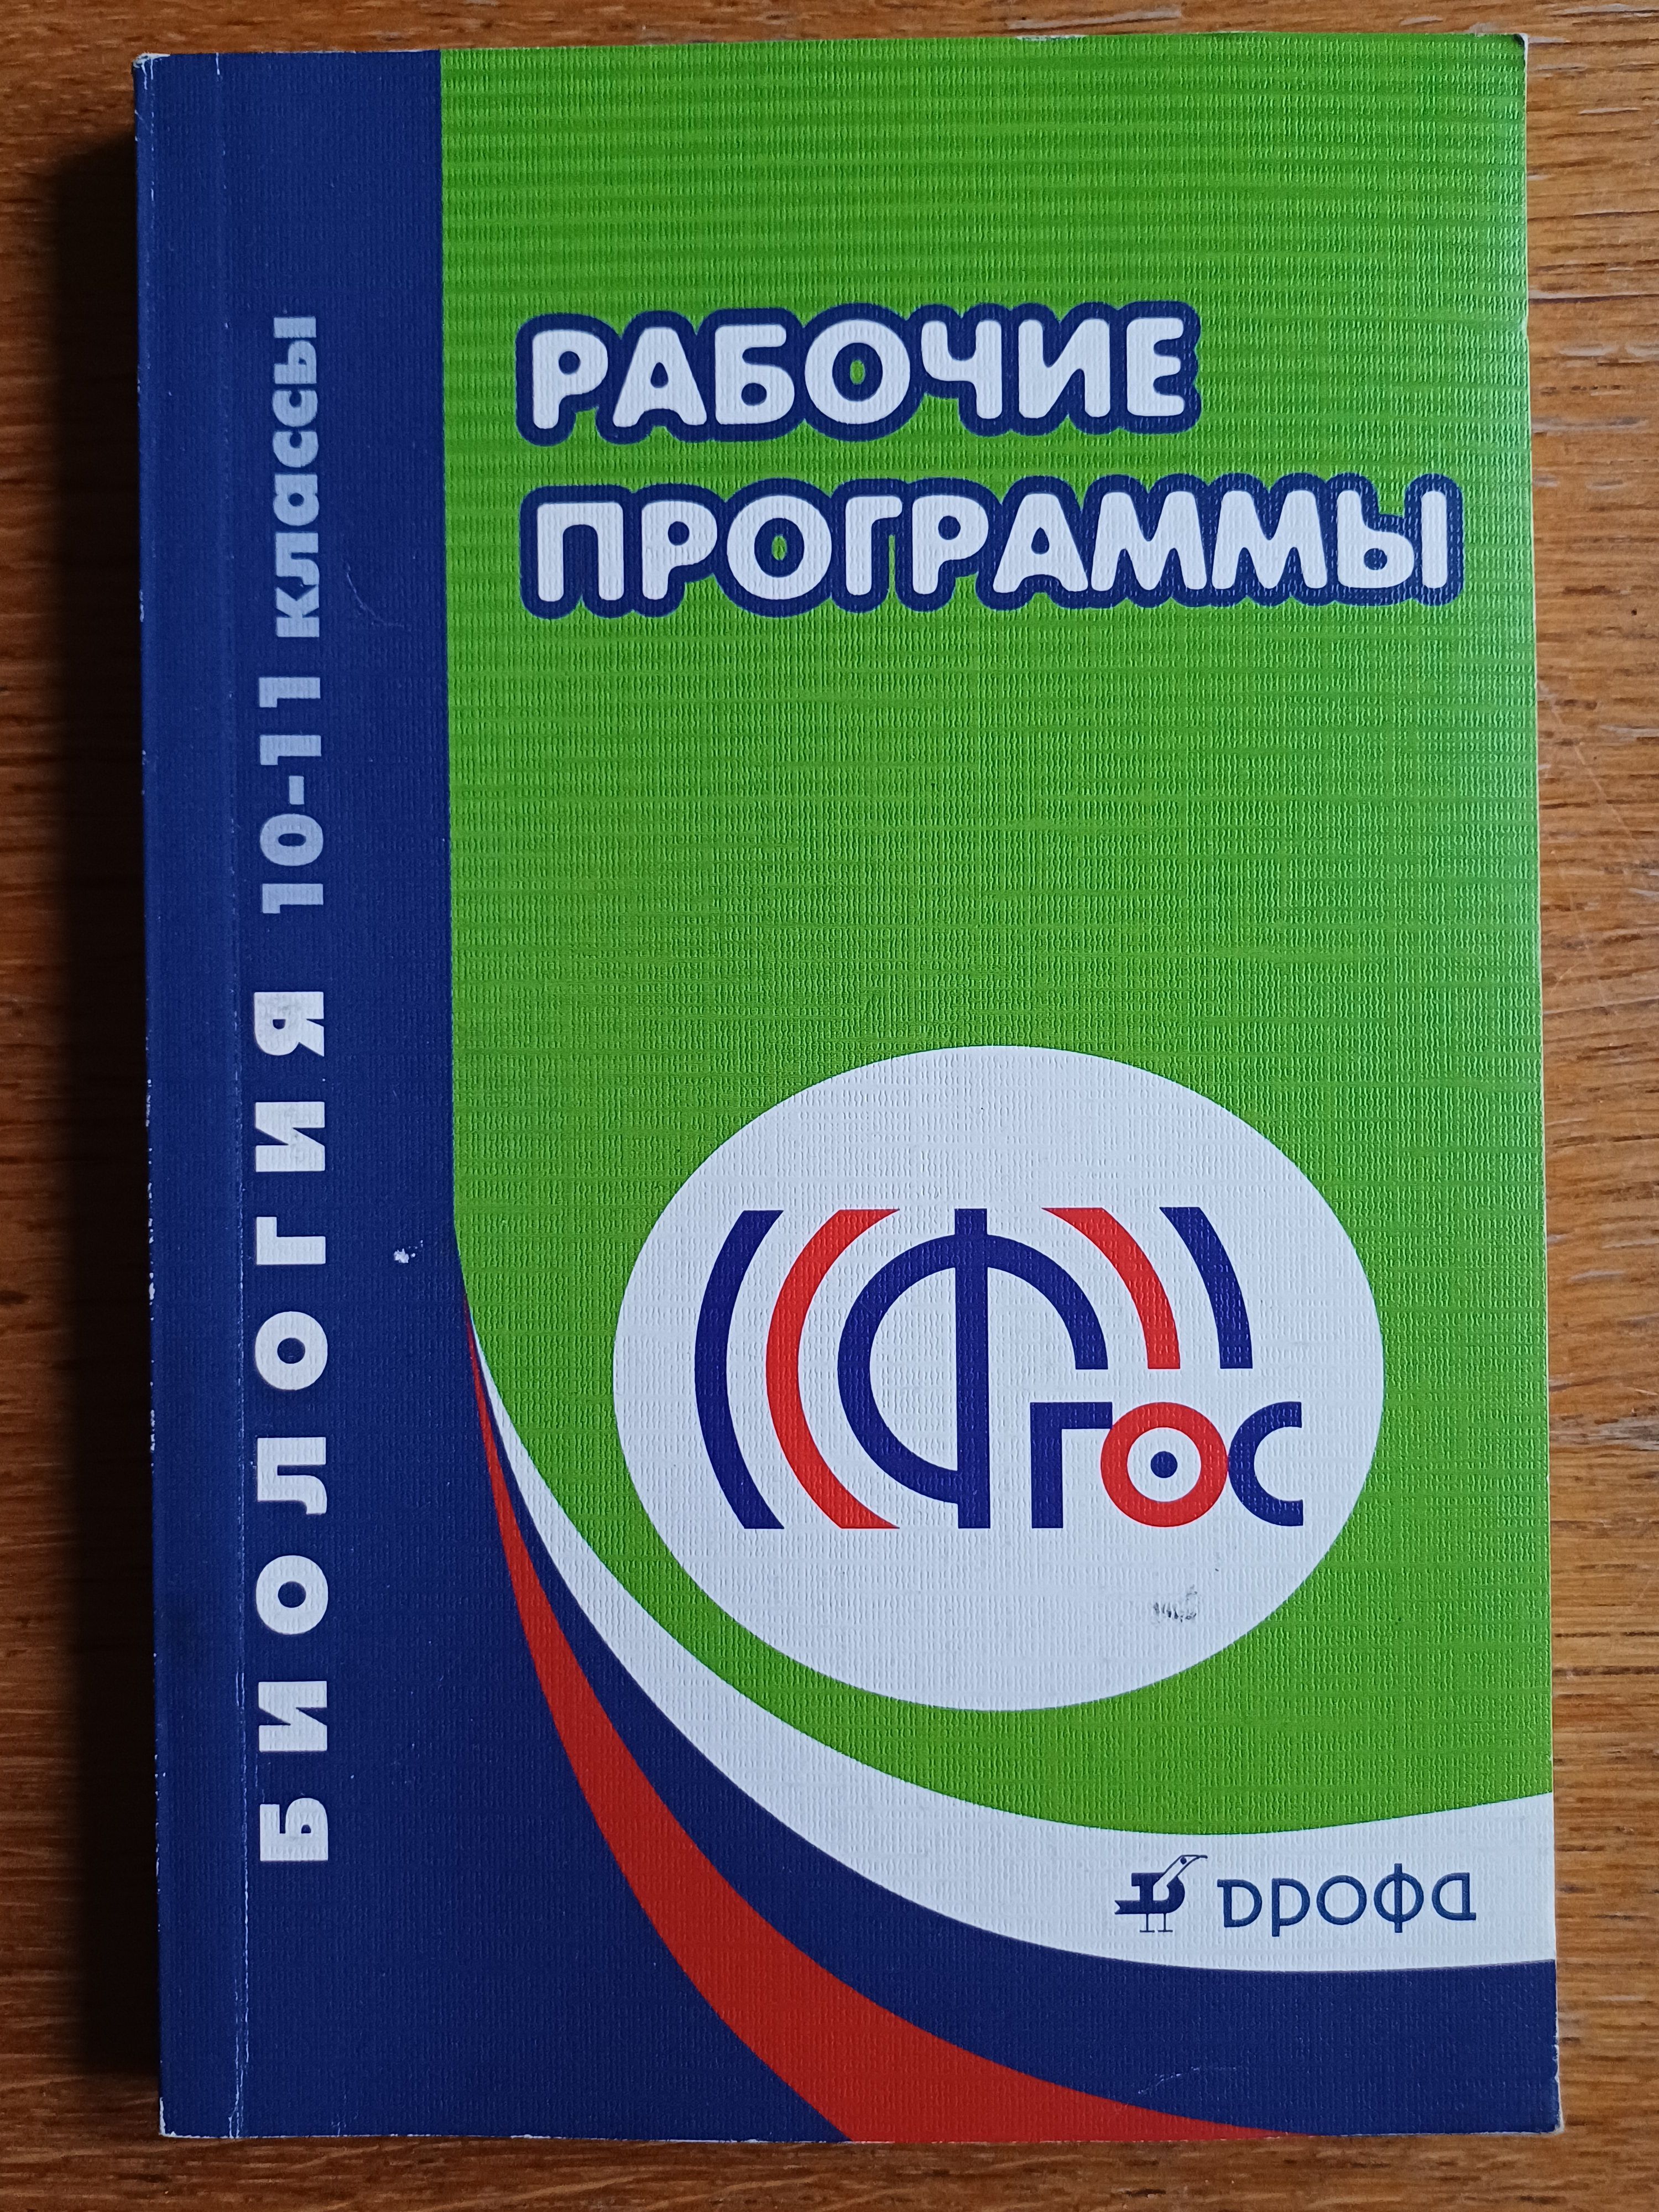 РАБОЧИЕ
ПРОГРАММЫ
БИОЛОГИЯ 10-11 классы
ФГОС
ДРОФА